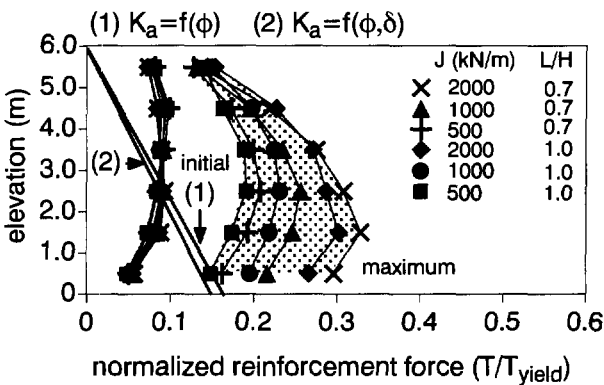 (1) Ka=f(ϕ) (2) Ka=f(ϕ,δ)
6.0
5.0
4.0
3.0
2.0
1.0
0
elevation (m)
J (kN/m) L/H
2000 0.7
1000 0.7
500 0.7
2000 1.0
1000 1.0
500 1.0
(2)
initial
(1)
maximum
0 0.1 0.2 0.3 0.4 0.5 0.6
normalized reinforcement force (T/Tyield)